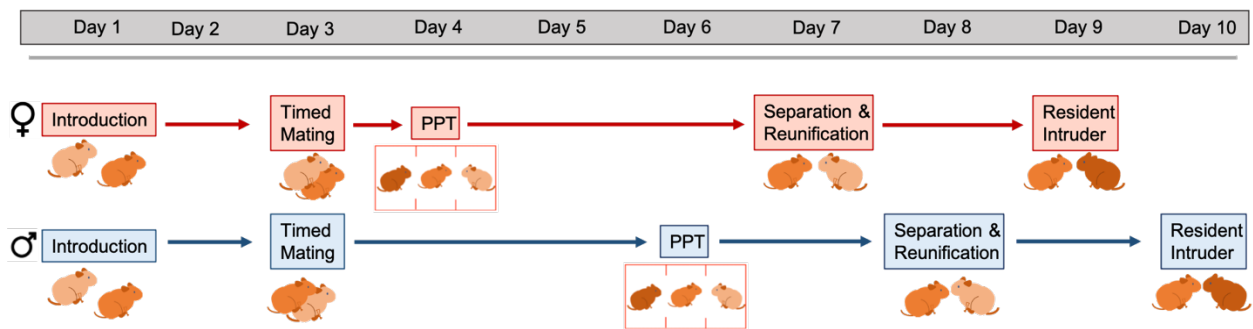 Day 1 Day 2 Day 3 Day 4 Day 5 Day 6 Day 7 Day 8 Day 9 Day 10
♀
Introduction
Timed
Mating
PPT
Separation &
Reunification
Resident
Intruder
♂
Introduction
Timed
Mating
PPT
Separation &
Reunification
Resident
Intruder